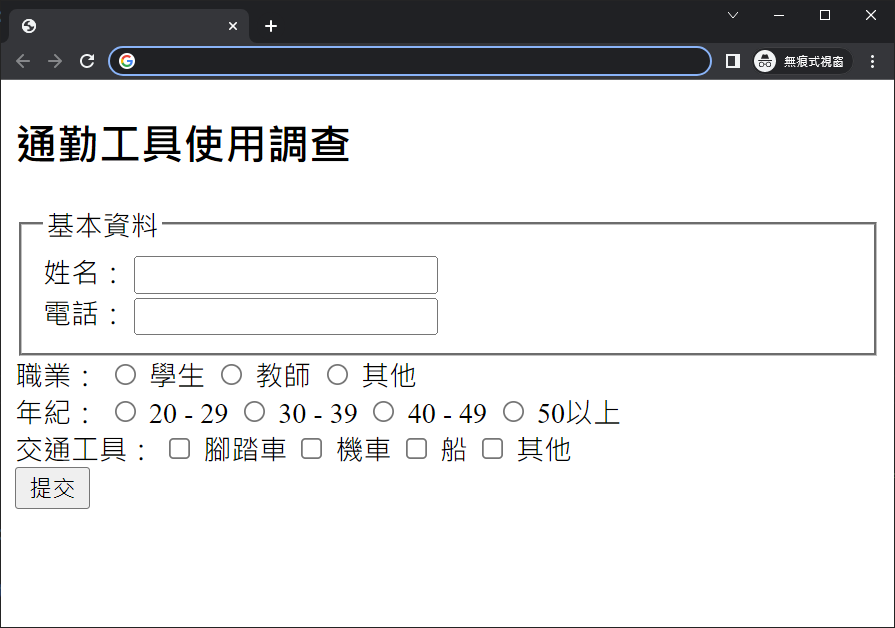 無痕式視窗
通勤工具使用調查
基本資料
姓名：
電話：
職業： 學生 教師 其他
年紀： 20 - 29 30 - 39 40 - 49 50以上
交通工具： 腳踏車 機車 船 其他
提交